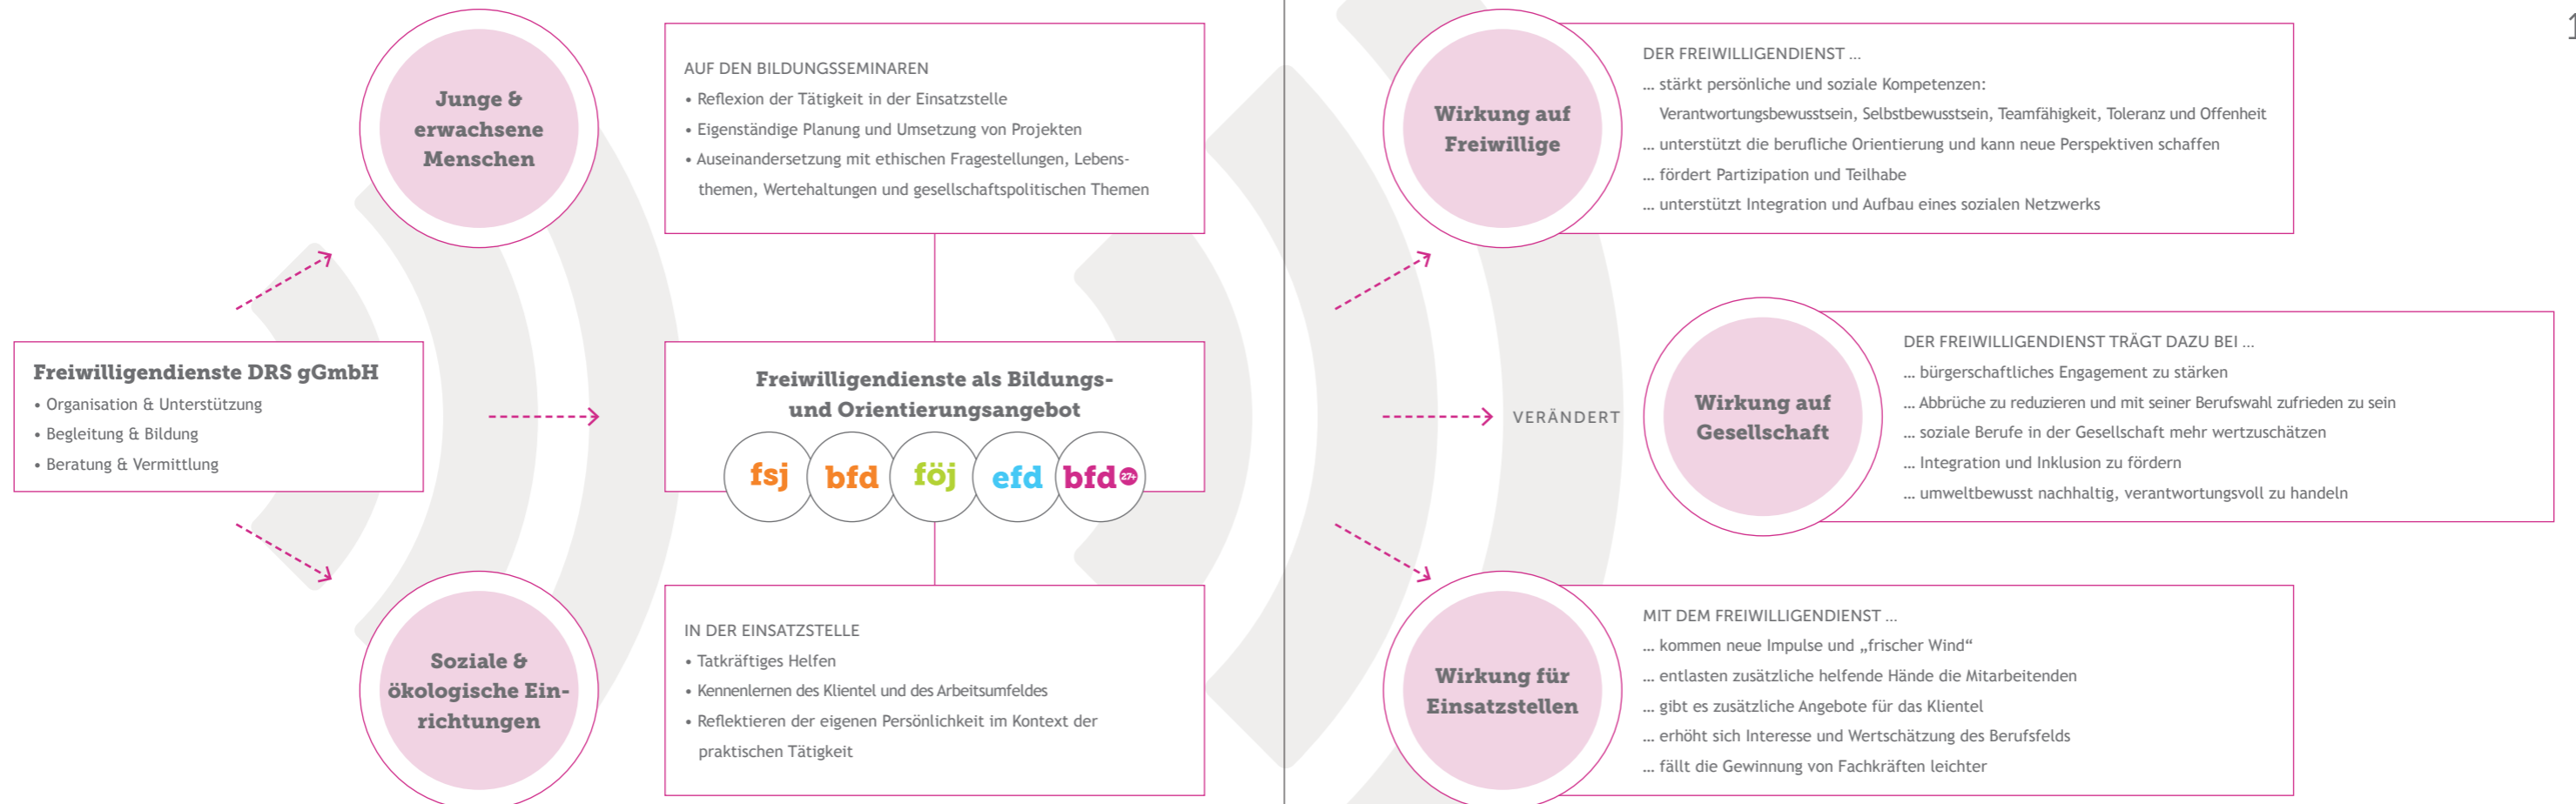 Freiwilligendienste DRS gGmbH
• Organisation & Unterstützung
• Begleitung & Bildung
• Beratung & Vermittlung
Junge &
erwachsene
Menschen
Soziale &
ökologische Ein-
richtungen
AUF DEN BILDUNGSSEMINAREN
• Reflexion der Tätigkeit in der Einsatzstelle
• Eigenständige Planung und Umsetzung von Projekten
• Auseinandersetzung mit ethischen Fragestellungen, Lebens-
themen, Wertehaltungen und gesellschaftspolitischen Themen
Freiwilligendienste als Bildungs-
und Orientierungsangebot
fsj bfd föj efd bfd 27+
IN DER EINSATZSTELLE
• Tatkräftiges Helfen
• Kennenlernen des Klientel und des Arbeitsumfeldes
• Reflektieren der eigenen Persönlichkeit im Kontext der
praktischen Tätigkeit
Wirkung auf
Freiwillige
DER FREIWILLIGENDIENST ...
... stärkt persönliche und soziale Kompetenzen:
Verantwortungsbewusstsein, Selbstbewusstsein, Teamfähigkeit, Toleranz und Offenheit
... unterstützt die berufliche Orientierung und kann neue Perspektiven schaffen
... fördert Partizipation und Teilhabe
... unterstützt Integration und Aufbau eines sozialen Netzwerks
VERÄNDERT
Wirkung auf
Gesellschaft
DER FREIWILLIGENDIENST TRÄGT DAZU BEI ...
... bürgerschaftliches Engagement zu stärken
... Abbrüche zu reduzieren und mit seiner Berufswahl zufrieden zu sein
... soziale Berufe in der Gesellschaft mehr wertzuschätzen
... Integration und Inklusion zu fördern
... umweltbewusst nachhaltig, verantwortungsvoll zu handeln
Wirkung für
Einsatzstellen
MIT DEM FREIWILLIGENDIENST ...
... kommen neue Impulse und „frischer Wind“
... entlasten zusätzliche helfende Hände die Mitarbeitenden
... gibt es zusätzliche Angebote für das Klientel
... erhöht sich Interesse und Wertschätzung des Berufsfelds
... fällt die Gewinnung von Fachkräften leichter